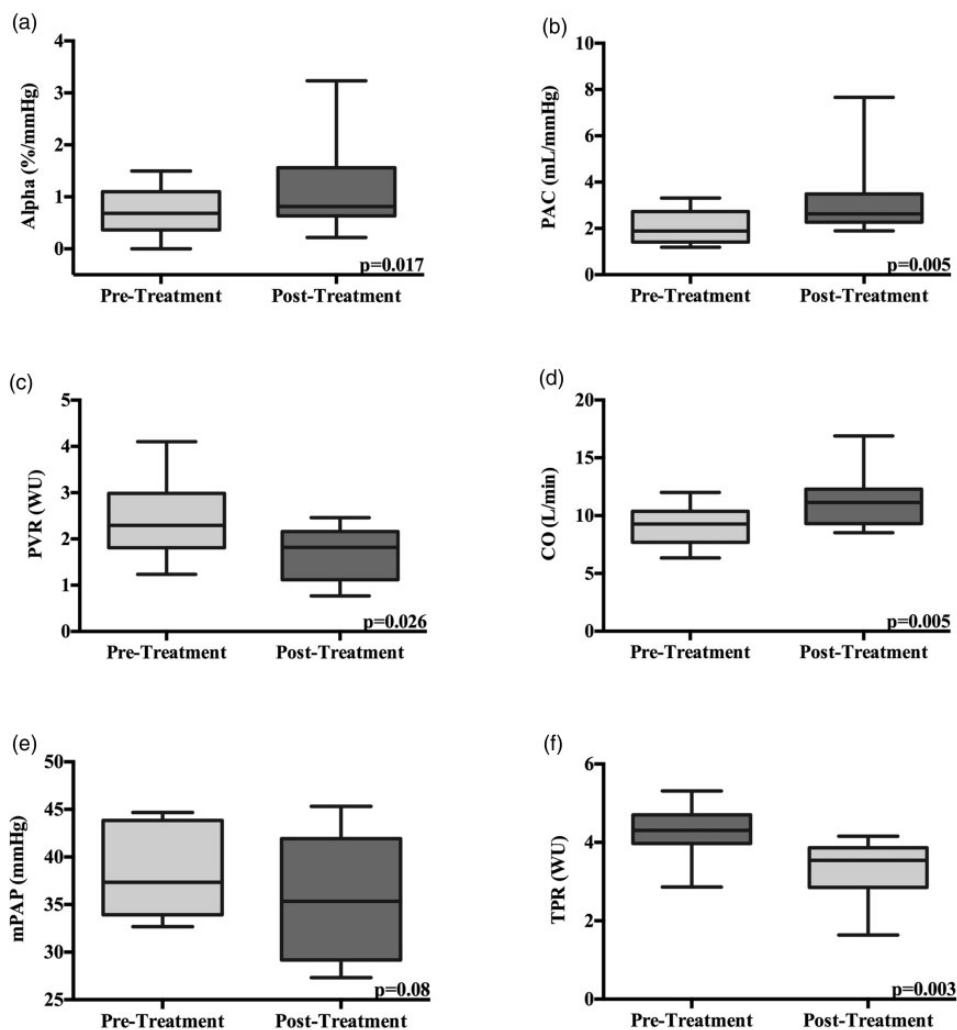 (a)
Alpha (%/mmHg)
4
3
2
1
0
p=0.017
Pre-Treatment
Post-Treatment
(b)
PAC (mL/mmHg)
10
8
6
4
2
0
p=0.005
Pre-Treatment
Post-Treatment
(c)
PVR (WU)
5
4
3
2
1
0
p=0.026
Pre-Treatment
Post-Treatment
(d)
CO (L/min)
20
15
10
5
0
p=0.005
Pre-Treatment
Post-Treatment
(e)
mPAP (mmHg)
50
45
40
35
30
25
p=0.08
Pre-Treatment
Post-Treatment
(f)
TPR (WU)
6
4
2
0
p=0.003
Pre-Treatment
Post-Treatment